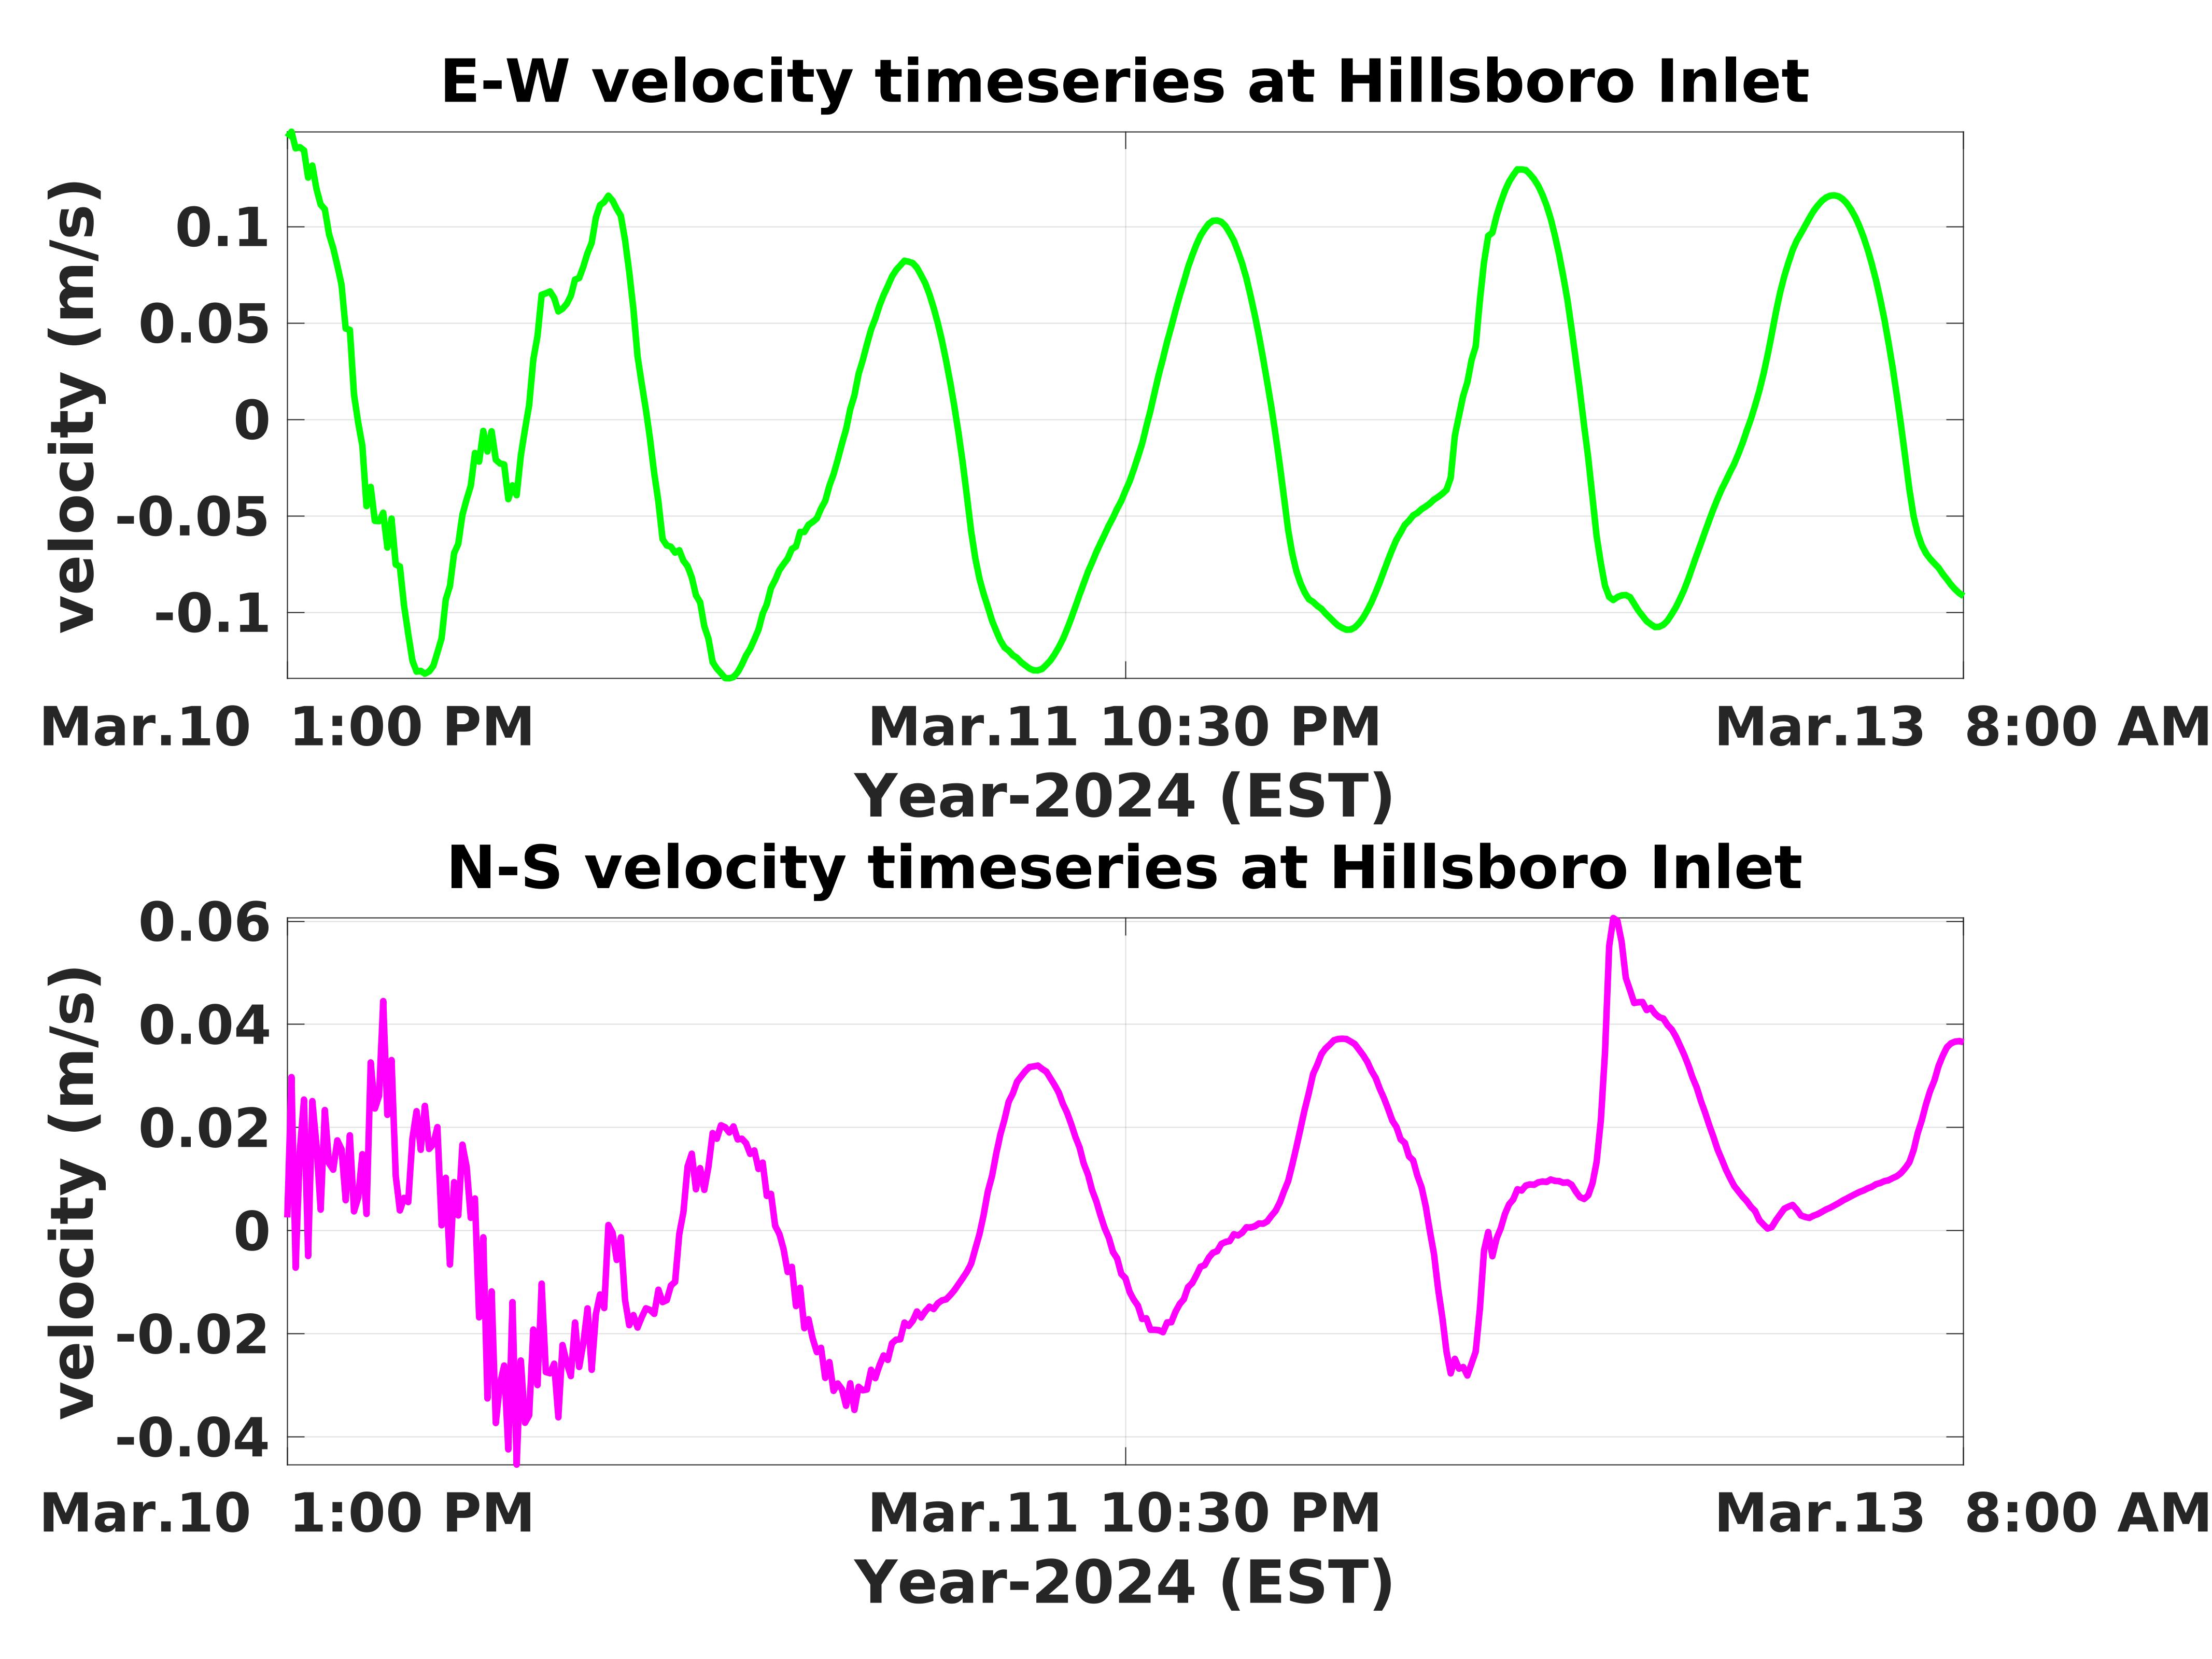 E-W velocity timeseries at Hillsboro Inlet
velocity (m/s)
0.1
0.05
0
-0.05
-0.1
Mar.10  1:00 PM
Mar.11 10:30 PM
Mar.13  8:00 AM
Year-2024 (EST)
N-S velocity timeseries at Hillsboro Inlet
velocity (m/s)
0.06
0.04
0.02
0
-0.02
-0.04
Mar.10  1:00 PM
Mar.11 10:30 PM
Mar.13  8:00 AM
Year-2024 (EST)